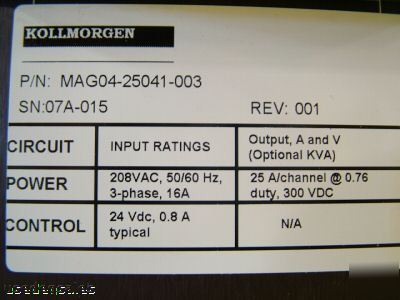 KOLLMORGEN
P/N: MAG04-25041-003
SN:07A-015
REV: 001
CIRCUIT
INPUT RATINGS
Output, A and V
(Optional KVA)
POWER
208VAC, 50/60 Hz,
3-phase, 16A
25 A/channel @ 0.76
duty, 300 VDC
CONTROL
24 Vdc, 0.8 A
typical
N/A